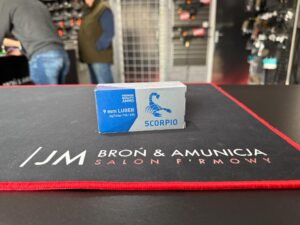 9 mm LUGER
SCORPIO
JM BROŃ & AMUNICJA
SALON FIRMOWY